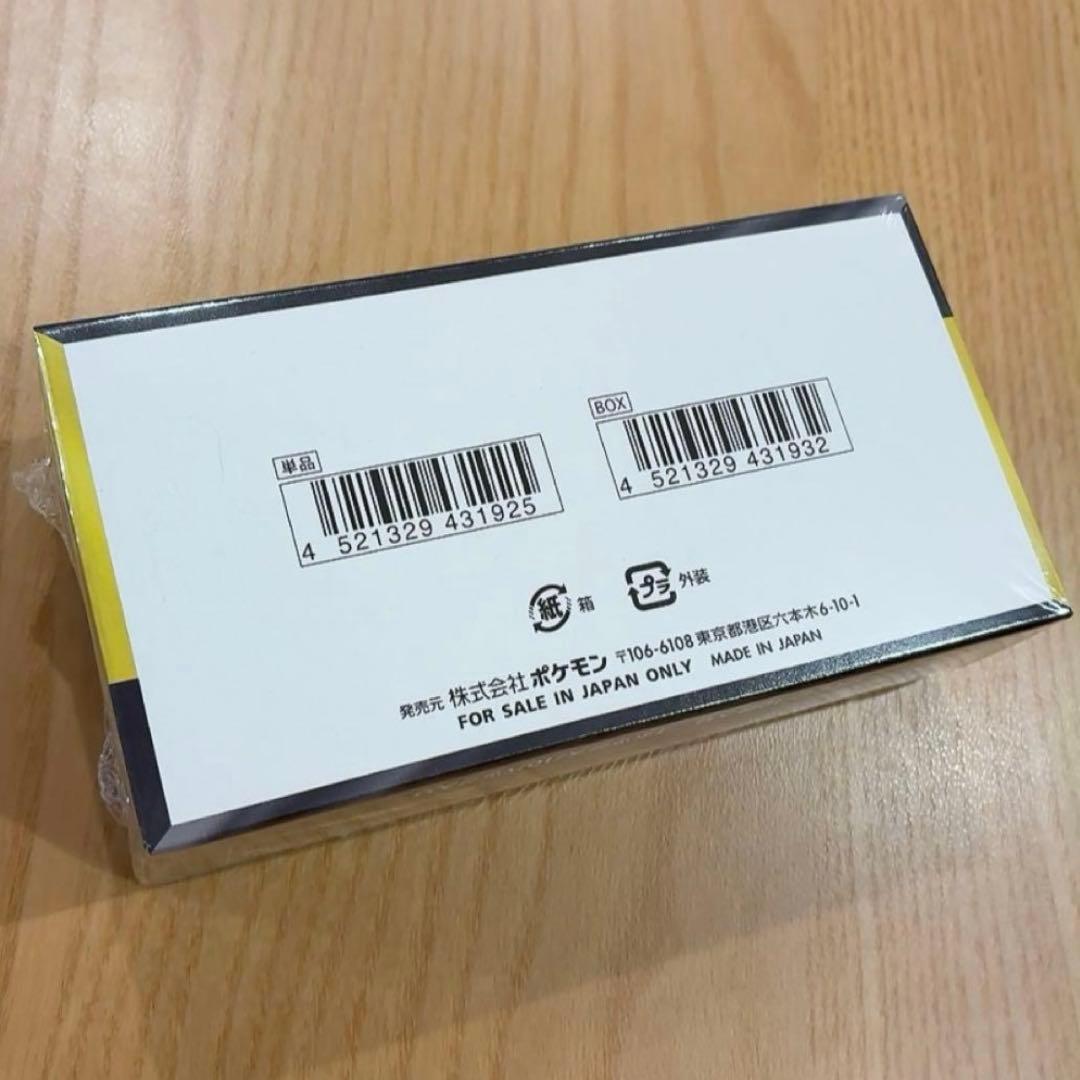 単品
4 521329 431925
BOX
4 521329 431932
紙 箱
プラ 外装
発売元 株式会社ポケモン 〒106-6108 東京都港区六本木6-10-1
FOR SALE IN JAPAN ONLY MADE IN JAPAN